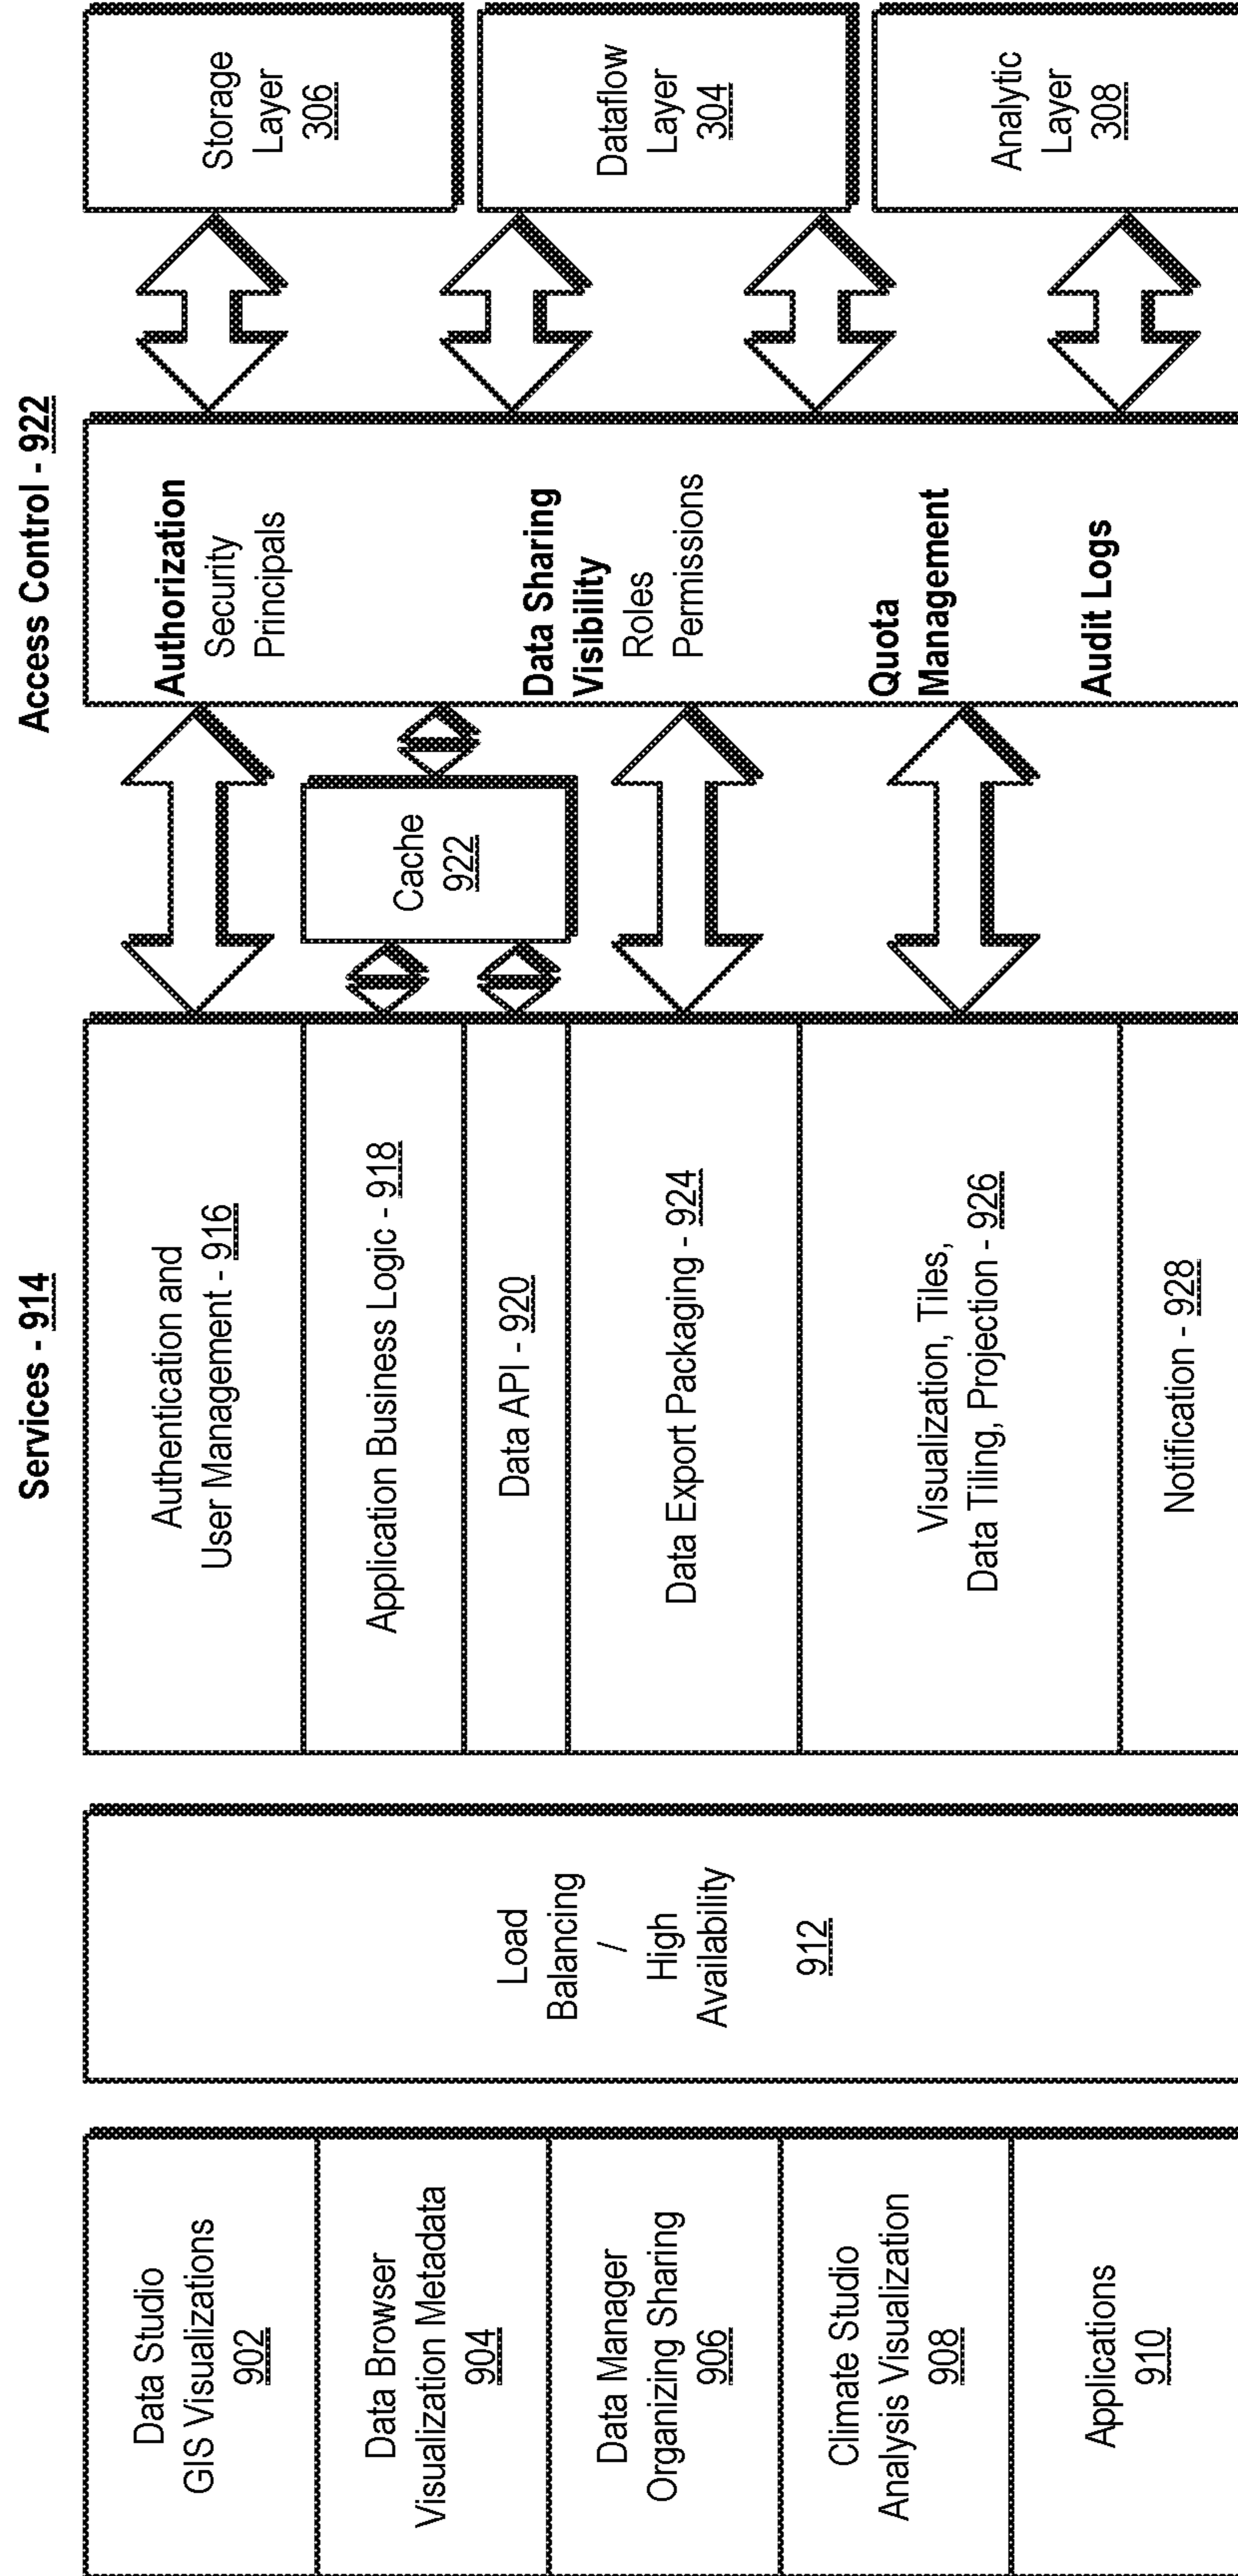 Data Studio
GIS Visualizations
902
Data Browser
Visualization Metadata
904
Data Manager
Organizing Sharing
906
Climate Studio
Analysis Visualization
908
Applications
910
Load
Balancing
/
High
Availability
912
Services - 914
Authentication and
User Management - 916
Application Business Logic - 918
Data API - 920
Data Export Packaging - 924
Visualization, Tiles,
Data Tiling, Projection - 926
Notification - 928
Cache
922
Access Control - 922
Authorization
Security
Principals
Data Sharing
Visibility
Roles
Permissions
Quota
Management
Audit Logs
Storage
Layer
306
Dataflow
Layer
304
Analytic
Layer
308